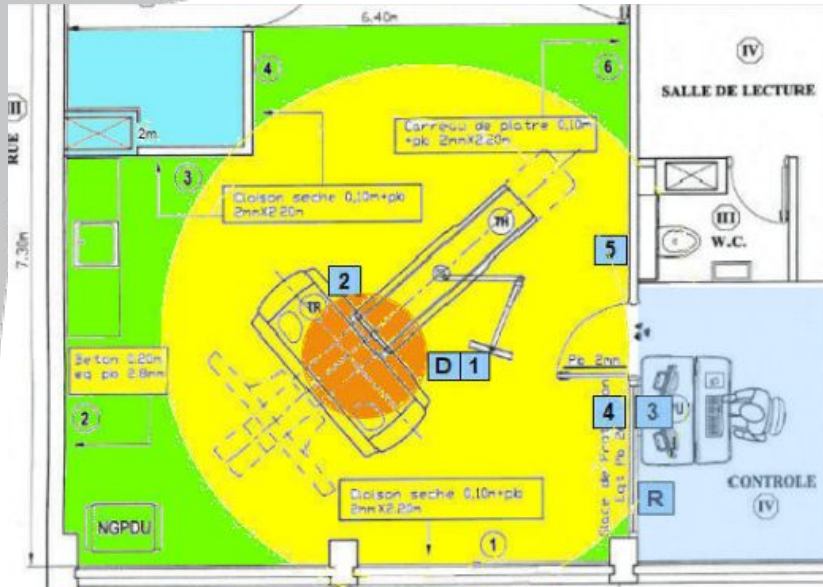 6.40m
IV
SALLE DE LECTURE
RUE II
4
6
2m
Carreau de platre 0,10m
+pb 2mmX2.20m
3
Cloison seche 0,10m+pb
2mmX2.20m
TH
III
W.C.
7.30m
5
2
TR
Beton 0.20m
eq pb 2.8mm
D 1
Pb 2mm
2
4 3
PU
R
CONTROLE
IV
Cloison seche 0,10m+pb
2mmX2.20m
NGPDU
1